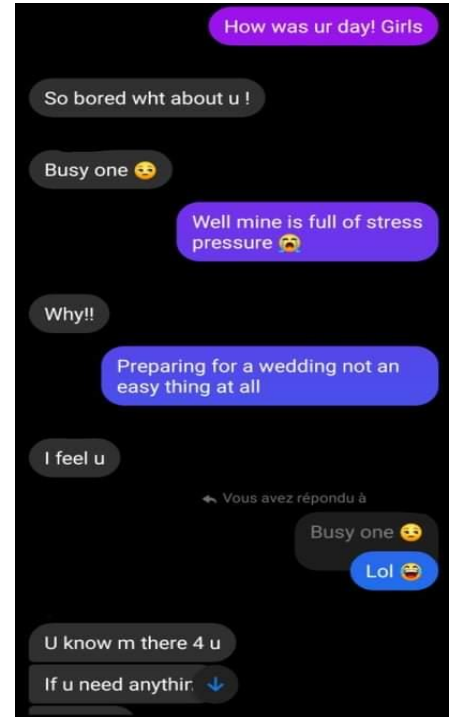 How was ur day! Girls
So bored wht about u !
Busy one 😒
Well mine is full of stress
pressure 😭
Why!!
Preparing for a wedding not an
easy thing at all
I feel u
Vous avez répondu à
Busy one 😒
Lol 😂
U know m there 4 u
If u need